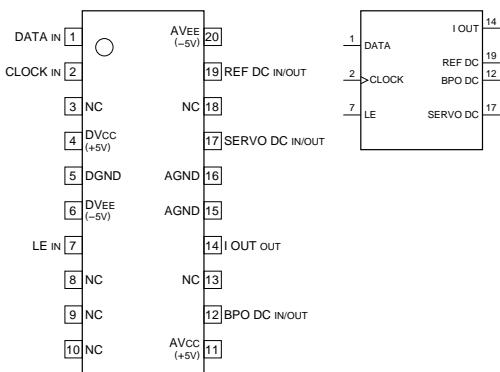 DATA IN 1 AVEE (–5V) 20
CLOCK IN 2 19 REF DC IN/OUT
3 NC NC 18
4 DVCC (+5V) 17 SERVO DC IN/OUT
5 DGND AGND 16
6 DVEE (–5V) AGND 15
LE IN 7 14 I OUT OUT
8 NC NC 13
9 NC 12 BPO DC IN/OUT
10 NC AVCC (+5V) 11
I OUT 14
1 DATA
REF DC 19
2 CLOCK BPO DC 12
7 LE SERVO DC 17